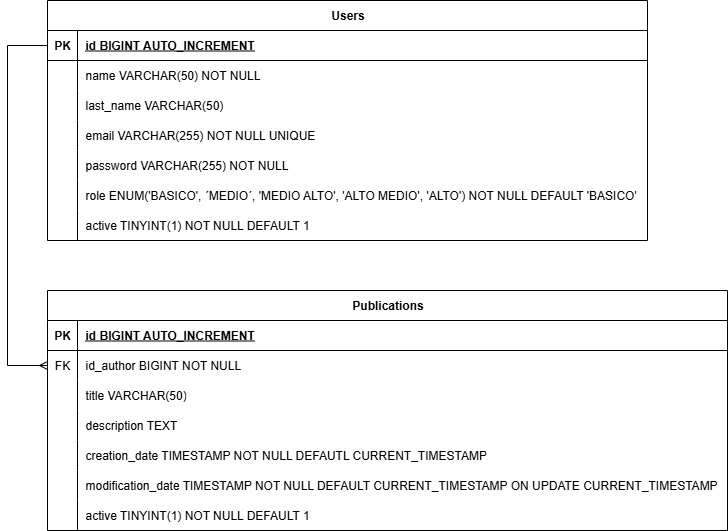 Users
PK id BIGINT AUTO_INCREMENT
name VARCHAR(50) NOT NULL
last_name VARCHAR(50)
email VARCHAR(255) NOT NULL UNIQUE
password VARCHAR(255) NOT NULL
role ENUM('BASICO', ´MEDIO´, 'MEDIO ALTO', 'ALTO MEDIO', 'ALTO') NOT NULL DEFAULT 'BASICO'
active TINYINT(1) NOT NULL DEFAULT 1
Publications
PK id BIGINT AUTO_INCREMENT
FK id_author BIGINT NOT NULL
title VARCHAR(50)
description TEXT
creation_date TIMESTAMP NOT NULL DEFAUTL CURRENT_TIMESTAMP
modification_date TIMESTAMP NOT NULL DEFAULT CURRENT_TIMESTAMP ON UPDATE CURRENT_TIMESTAMP
active TINYINT(1) NOT NULL DEFAULT 1